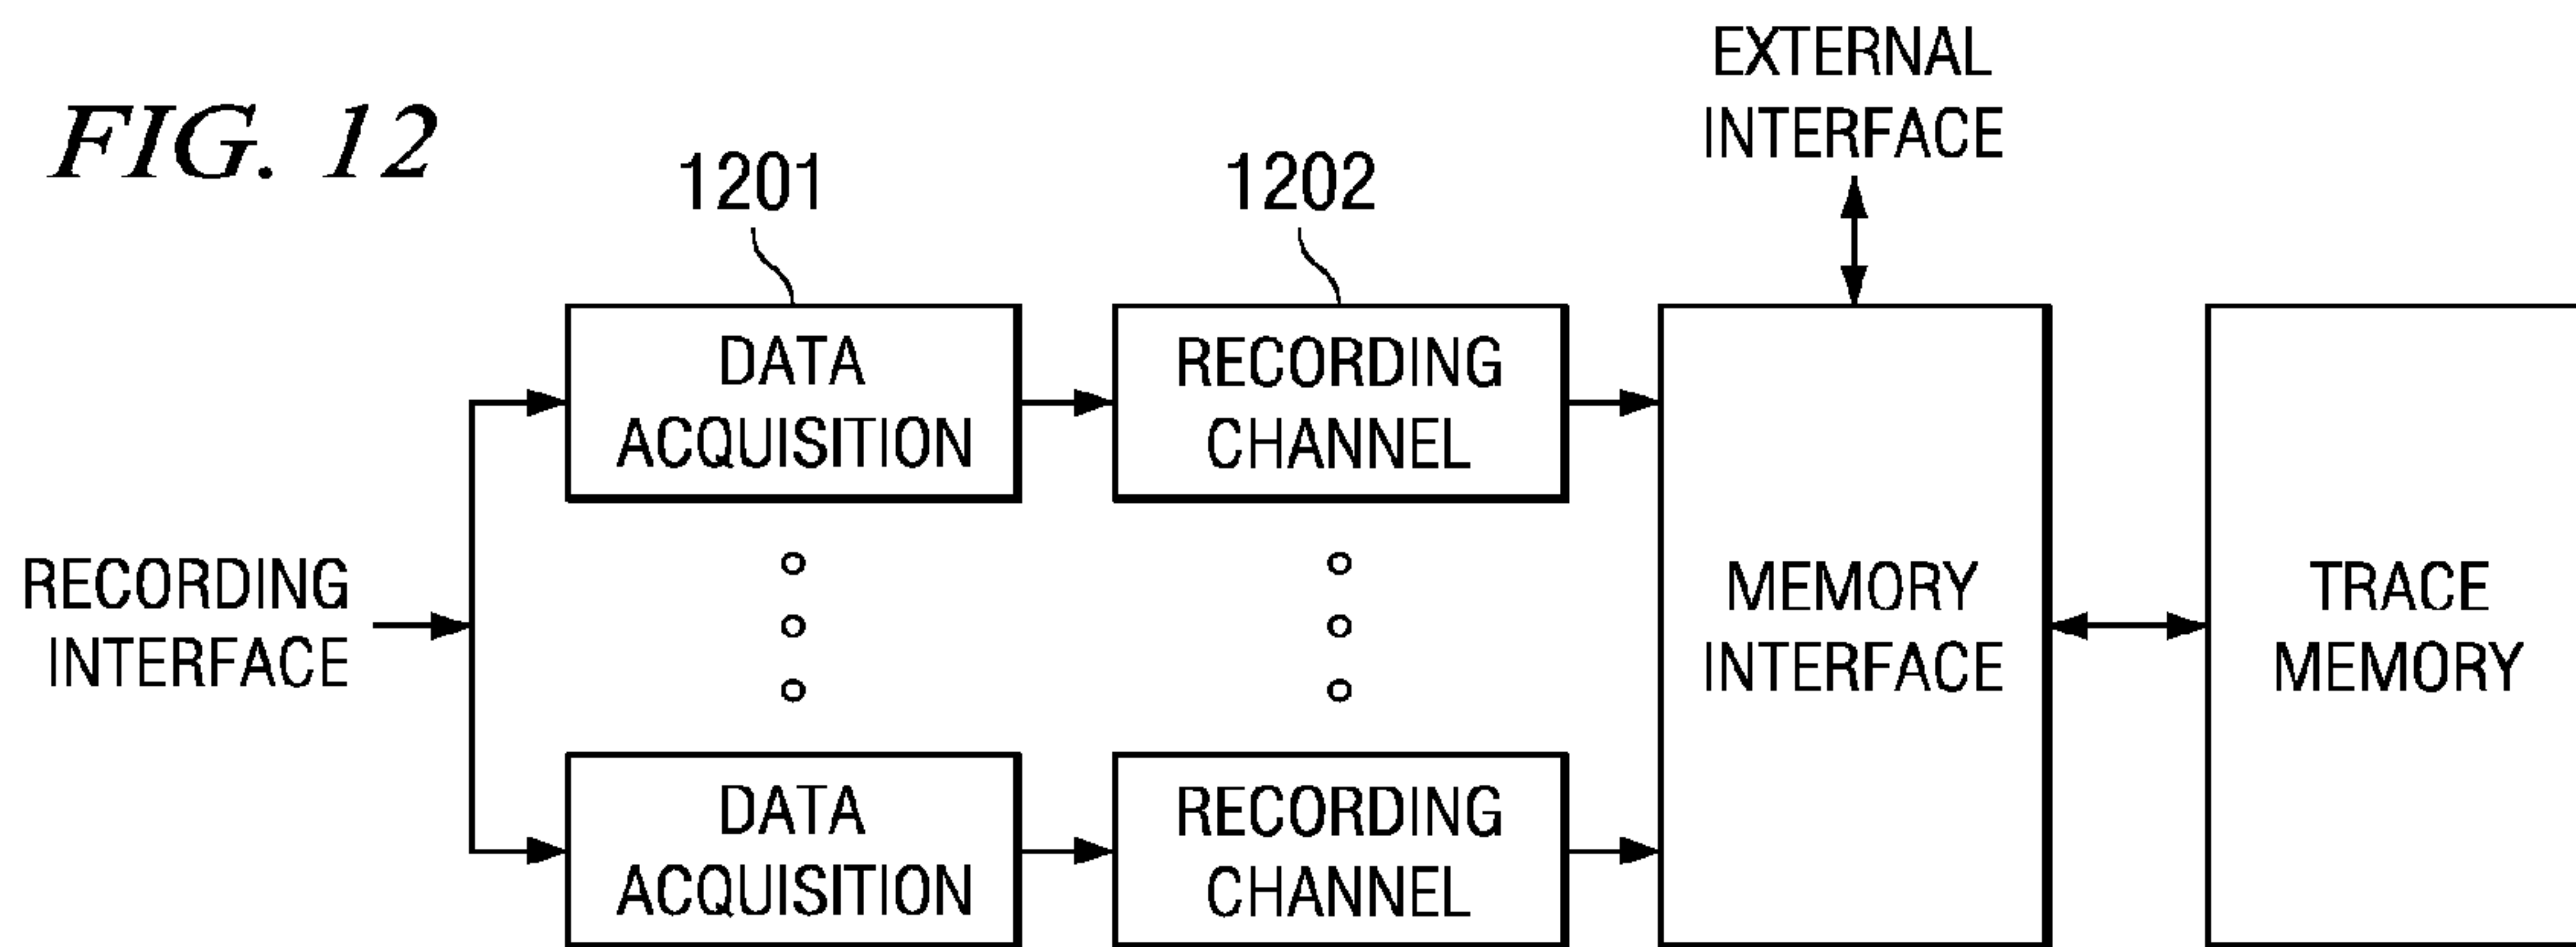 FIG. 12
1201
1202
EXTERNAL
INTERFACE
DATA
ACQUISITION
RECORDING
CHANNEL
RECORDING
INTERFACE
MEMORY
INTERFACE
TRACE
MEMORY
DATA
ACQUISITION
RECORDING
CHANNEL